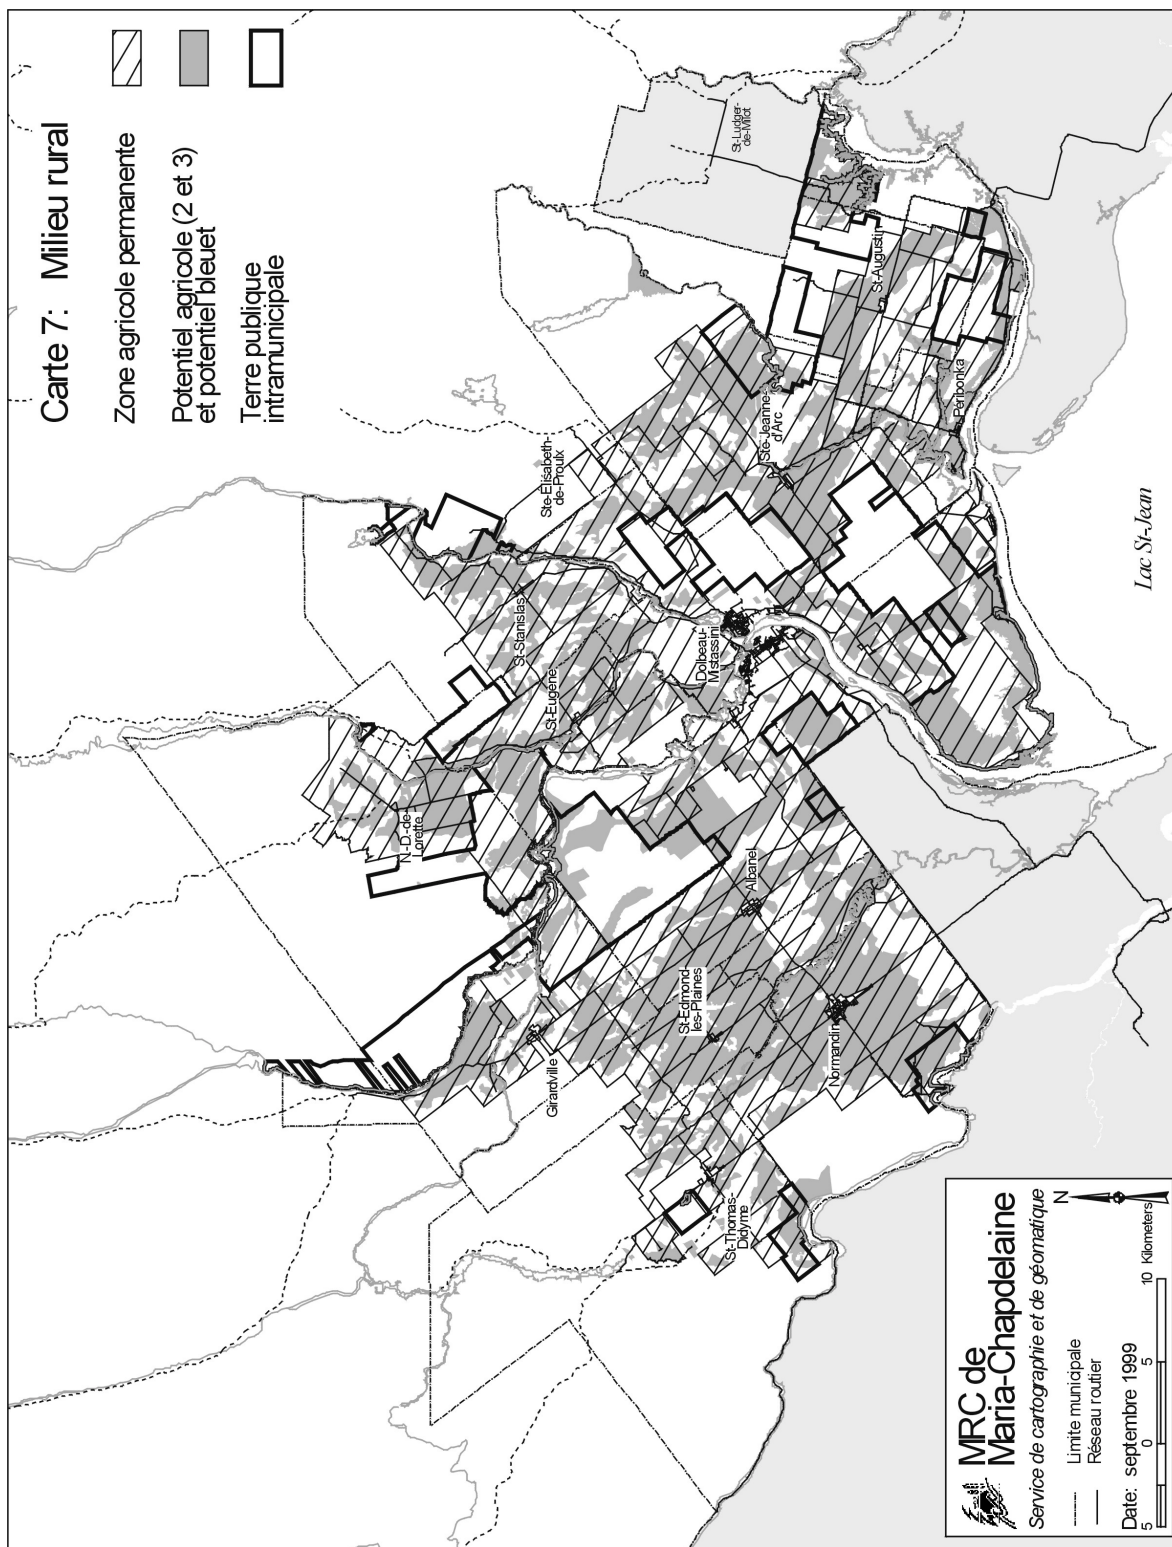 Carte 7: Milieu rural
Zone agricole permanente
Potentiel agricole (2 et 3)
et potentiel bleuet
Terre publique
intramunicipale
St-Ludger-
de-Milot
Ste-Elisabeth-
de-Proulx
St-Augustin
Ste-Jeanne-
d'Arc
Péribonka
St-Stanislas
St-Eugène
Dolbeau-
Mistassini
N.-D.-de-
Lorette
Albanel
St-Edmond-
les-Plaines
Normandin
Girardville
St-Thomas-
Didyme
Lac St-Jean
MRC de
Maria-Chapdelaine
Service de cartographie et de géomatique
Limite municipale
Réseau routier
N
Date: septembre 1999
5 0 5 10 Kilometers